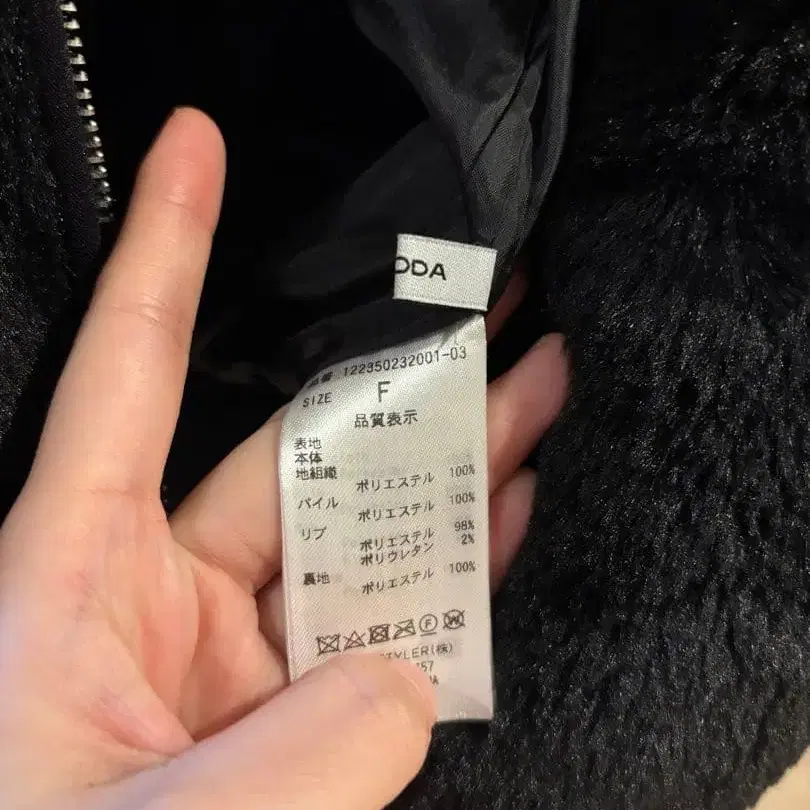 ODA
品番 122350232001-03
SIZE F
品質表示
表地
本体
地組織 ポリエステル 100%
パイル ポリエステル 100%
リブ ポリエステル 98%
ポリウレタン 2%
裏地 ポリエステル 100%
F W
STYLER(株)
57